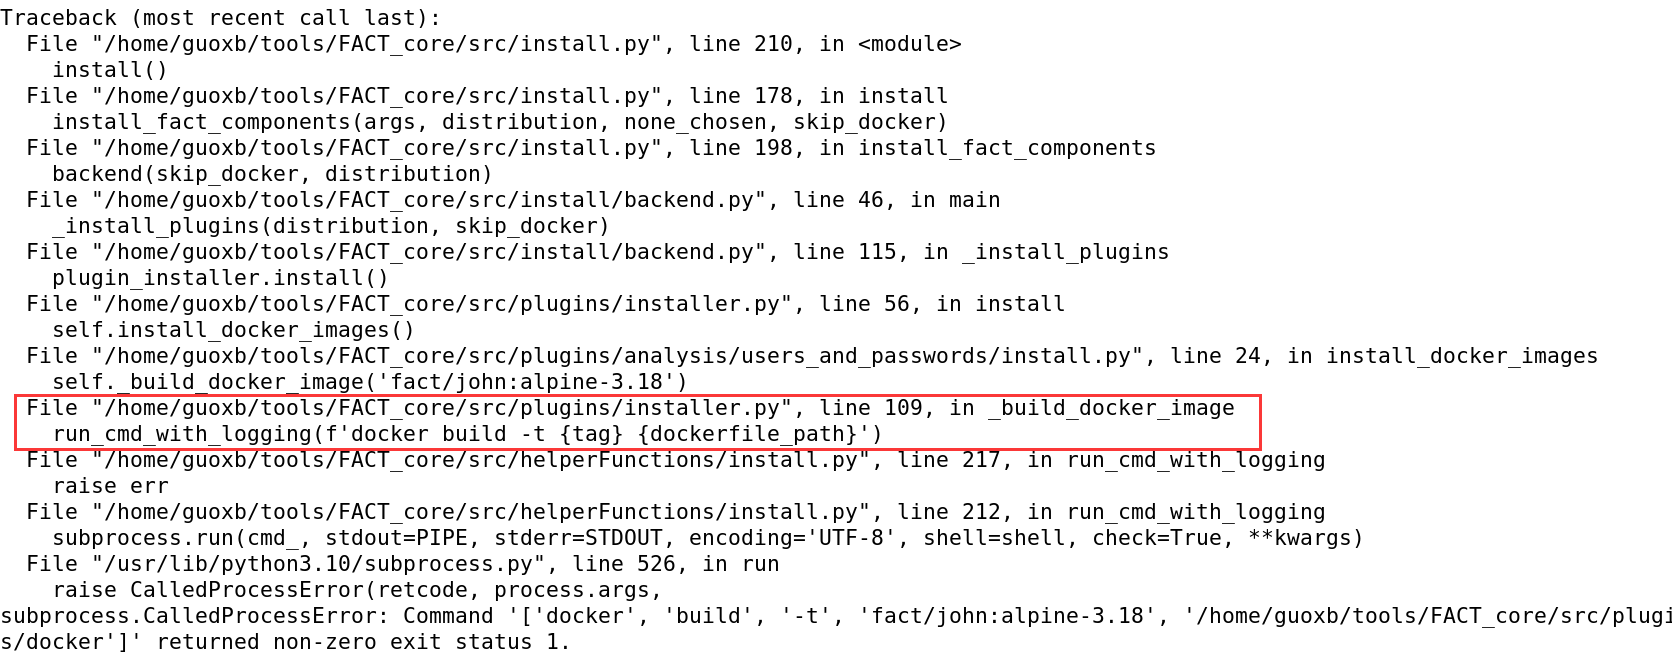 Traceback (most recent call last):
  File "/home/guoxb/tools/FACT_core/src/install.py", line 210, in <module>
    install()
  File "/home/guoxb/tools/FACT_core/src/install.py", line 178, in install
    install_fact_components(args, distribution, none_chosen, skip_docker)
  File "/home/guoxb/tools/FACT_core/src/install.py", line 198, in install_fact_components
    backend(skip_docker, distribution)
  File "/home/guoxb/tools/FACT_core/src/install/backend.py", line 46, in main
    _install_plugins(distribution, skip_docker)
  File "/home/guoxb/tools/FACT_core/src/install/backend.py", line 115, in _install_plugins
    plugin_installer.install()
  File "/home/guoxb/tools/FACT_core/src/plugins/installer.py", line 56, in install
    self.install_docker_images()
  File "/home/guoxb/tools/FACT_core/src/plugins/analysis/users_and_passwords/install.py", line 24, in install_docker_images
    self._build_docker_image('fact/john:alpine-3.18')
  File "/home/guoxb/tools/FACT_core/src/plugins/installer.py", line 109, in _build_docker_image
    run_cmd_with_logging(f'docker build -t {tag} {dockerfile_path}')
  File "/home/guoxb/tools/FACT_core/src/helperFunctions/install.py", line 217, in run_cmd_with_logging
    raise err
  File "/home/guoxb/tools/FACT_core/src/helperFunctions/install.py", line 212, in run_cmd_with_logging
    subprocess.run(cmd_, stdout=PIPE, stderr=STDOUT, encoding='UTF-8', shell=shell, check=True, **kwargs)
  File "/usr/lib/python3.10/subprocess.py", line 526, in run
    raise CalledProcessError(retcode, process.args,
subprocess.CalledProcessError: Command '['docker', 'build', '-t', 'fact/john:alpine-3.18', '/home/guoxb/tools/FACT_core/src/plugi
s/docker']' returned non-zero exit status 1.